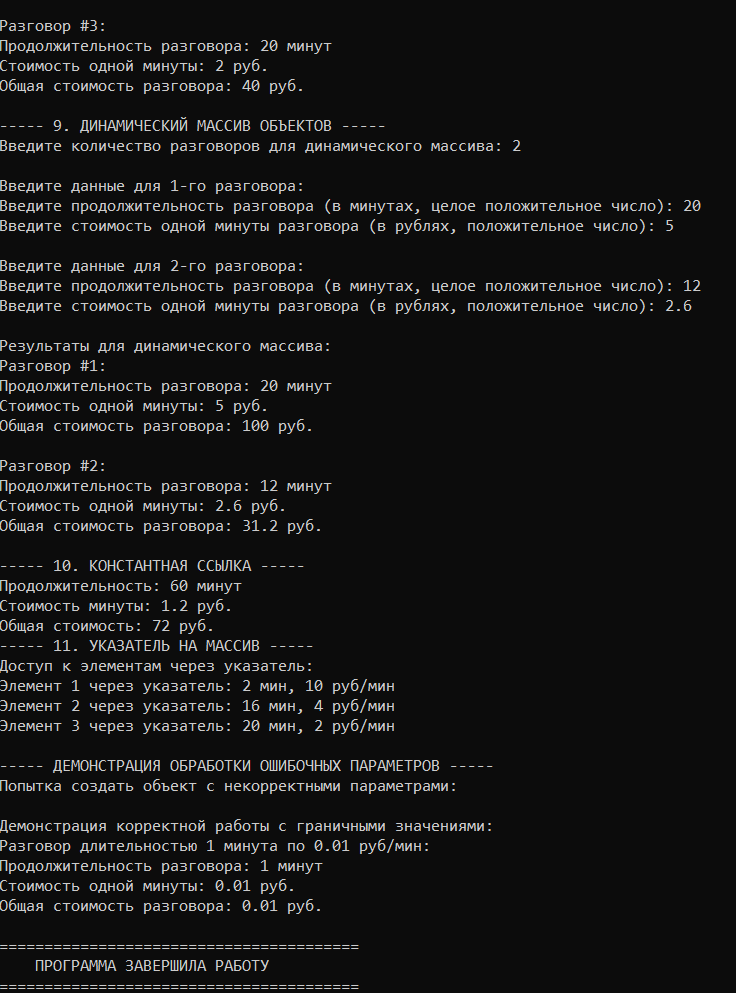 Разговор #3:
Продолжительность разговора: 20 минут
Стоимость одной минуты: 2 руб.
Общая стоимость разговора: 40 руб.
----- 9. ДИНАМИЧЕСКИЙ МАССИВ ОБЪЕКТОВ -----
Введите количество разговоров для динамического массива: 2
Введите данные для 1-го разговора:
Введите продолжительность разговора (в минутах, целое положительное число): 20
Введите стоимость одной минуты разговора (в рублях, положительное число): 5
Введите данные для 2-го разговора:
Введите продолжительность разговора (в минутах, целое положительное число): 12
Введите стоимость одной минуты разговора (в рублях, положительное число): 2.6
Результаты для динамического массива:
Разговор #1:
Продолжительность разговора: 20 минут
Стоимость одной минуты: 5 руб.
Общая стоимость разговора: 100 руб.
Разговор #2:
Продолжительность разговора: 12 минут
Стоимость одной минуты: 2.6 руб.
Общая стоимость разговора: 31.2 руб.
----- 10. КОНСТАНТНАЯ ССЫЛКА -----
Продолжительность: 60 минут
Стоимость минуты: 1.2 руб.
Общая стоимость: 72 руб.
----- 11. УКАЗАТЕЛЬ НА МАССИВ -----
Доступ к элементам через указатель:
Элемент 1 через указатель: 2 мин, 10 руб/мин
Элемент 2 через указатель: 16 мин, 4 руб/мин
Элемент 3 через указатель: 20 мин, 2 руб/мин
----- ДЕМОНСТРАЦИЯ ОБРАБОТКИ ОШИБОЧНЫХ ПАРАМЕТРОВ -----
Попытка создать объект с некорректными параметрами:
Демонстрация корректной работы с граничными значениями:
Разговор длительностью 1 минута по 0.01 руб/мин:
Продолжительность разговора: 1 минут
Стоимость одной минуты: 0.01 руб.
Общая стоимость разговора: 0.01 руб.
========================================
ПРОГРАММА ЗАВЕРШИЛА РАБОТУ
========================================